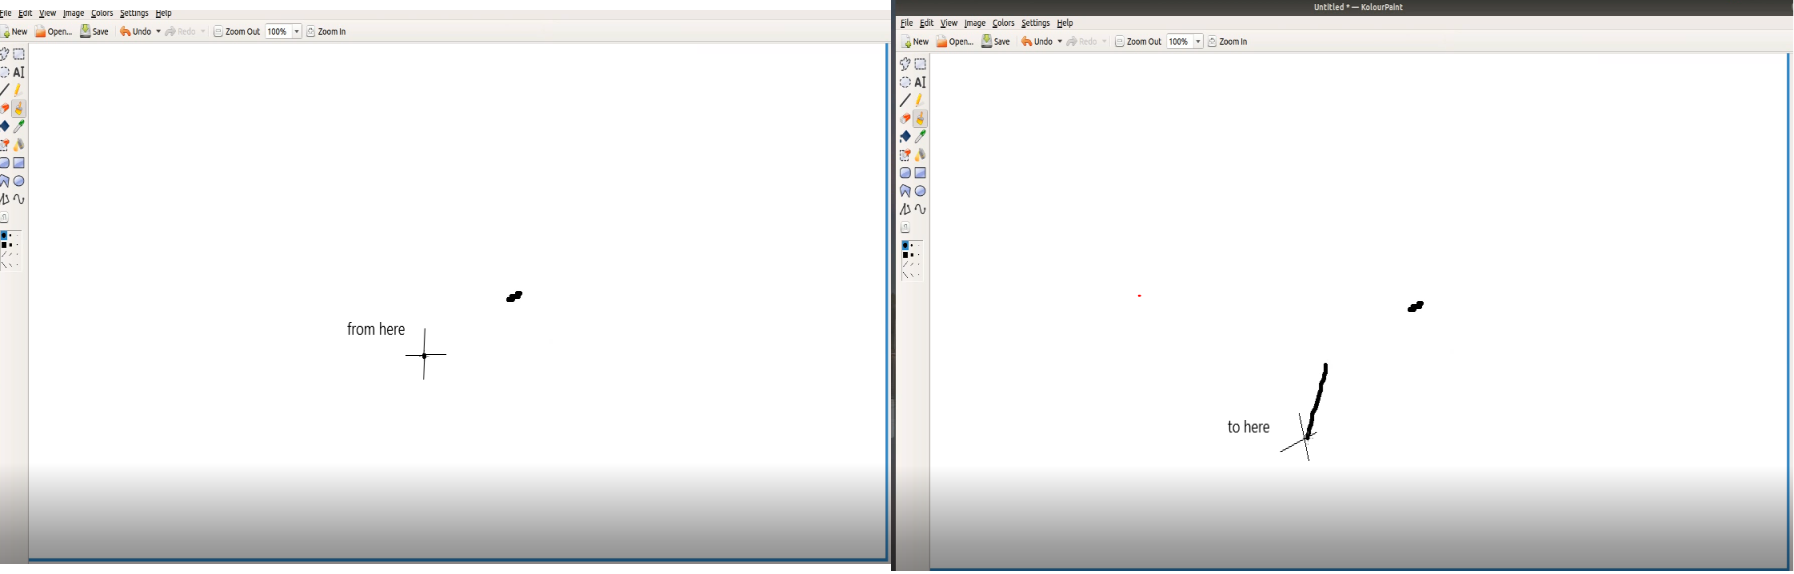 File Edit View Image Colors Settings Help
New Open... Save Undo Redo Zoom Out 100% Zoom In
A
from here
Untitled * — KolourPaint
File Edit View Image Colors Settings Help
New Open... Save Undo Redo Zoom Out 100% Zoom In
A
to here